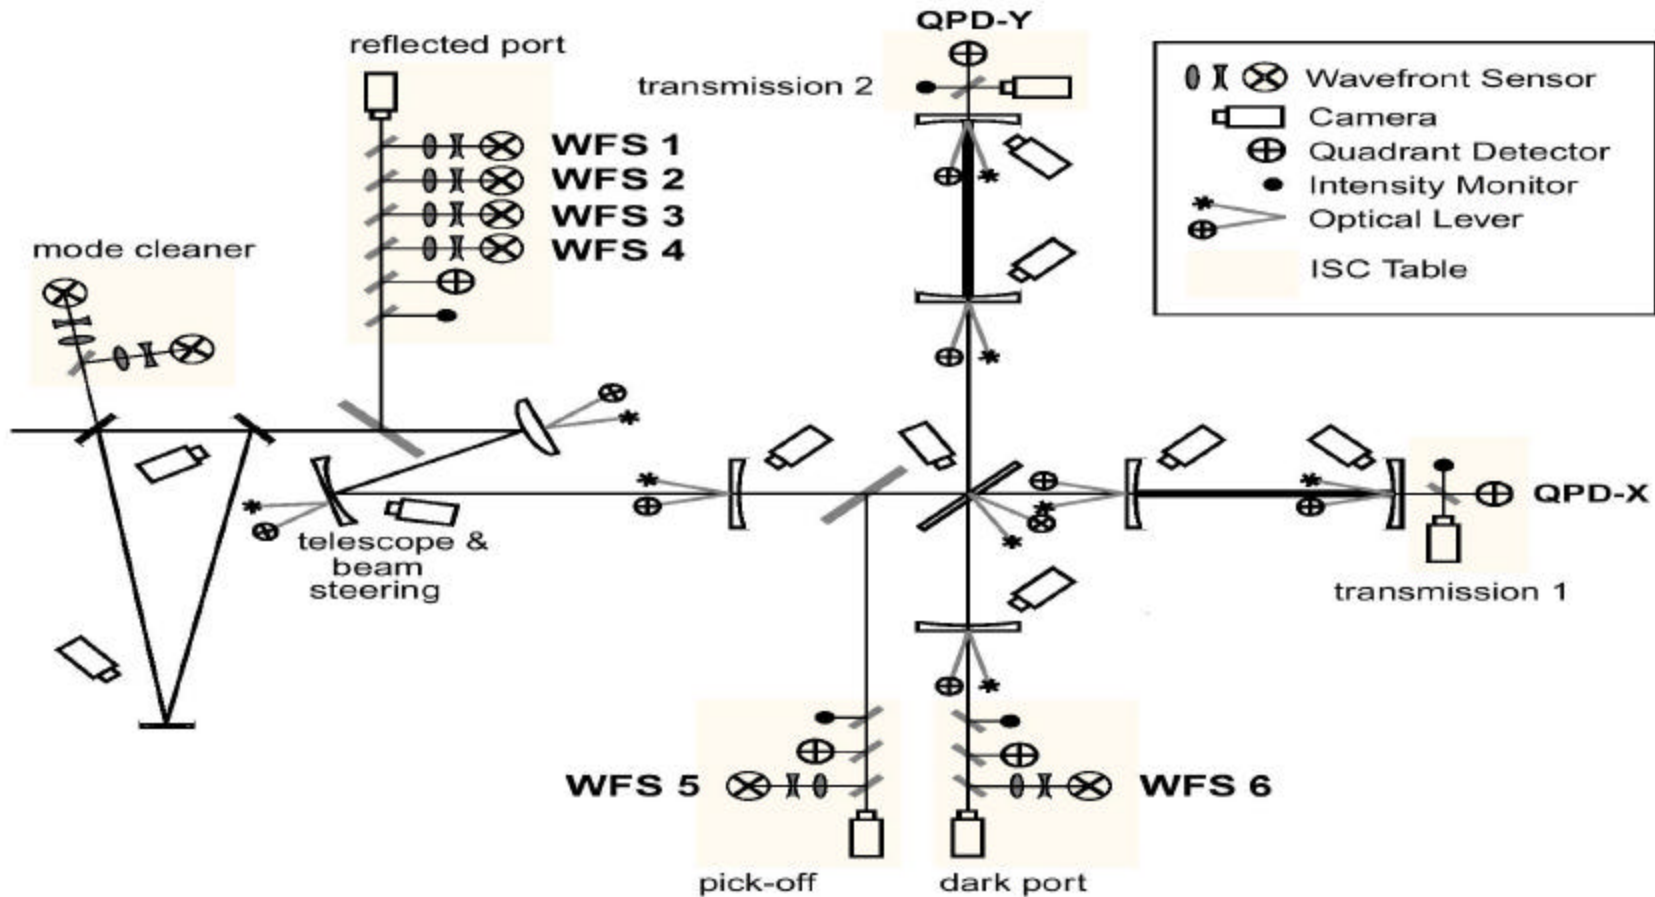 QPD-Y
reflected port
transmission 2
Wavefront Sensor
Camera
Quadrant Detector
Intensity Monitor
Optical Lever
ISC Table
WFS 1
WFS 2
WFS 3
WFS 4
mode cleaner
QPD-X
telescope &
beam
steering
transmission 1
WFS 5
WFS 6
pick-off
dark port